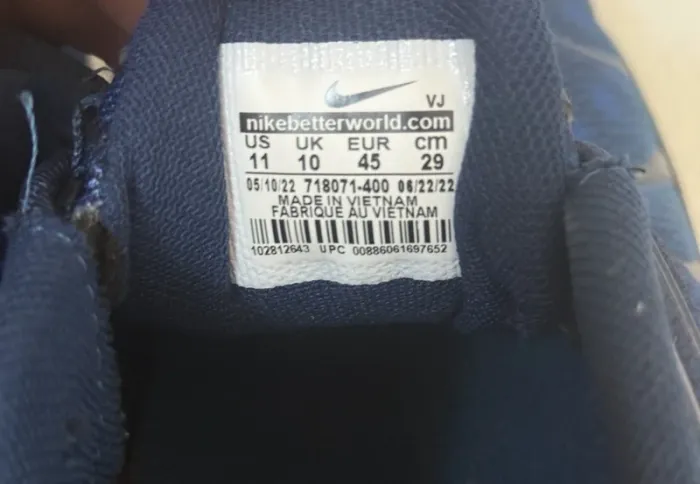 VJ
nikebetterworld.com
US UK EUR cm
11 10 45 29
05/10/22 718071-400 06/22/22
MADE IN VIETNAM
FABRIQUE AU VIETNAM
102812643 UPC 00886061697652